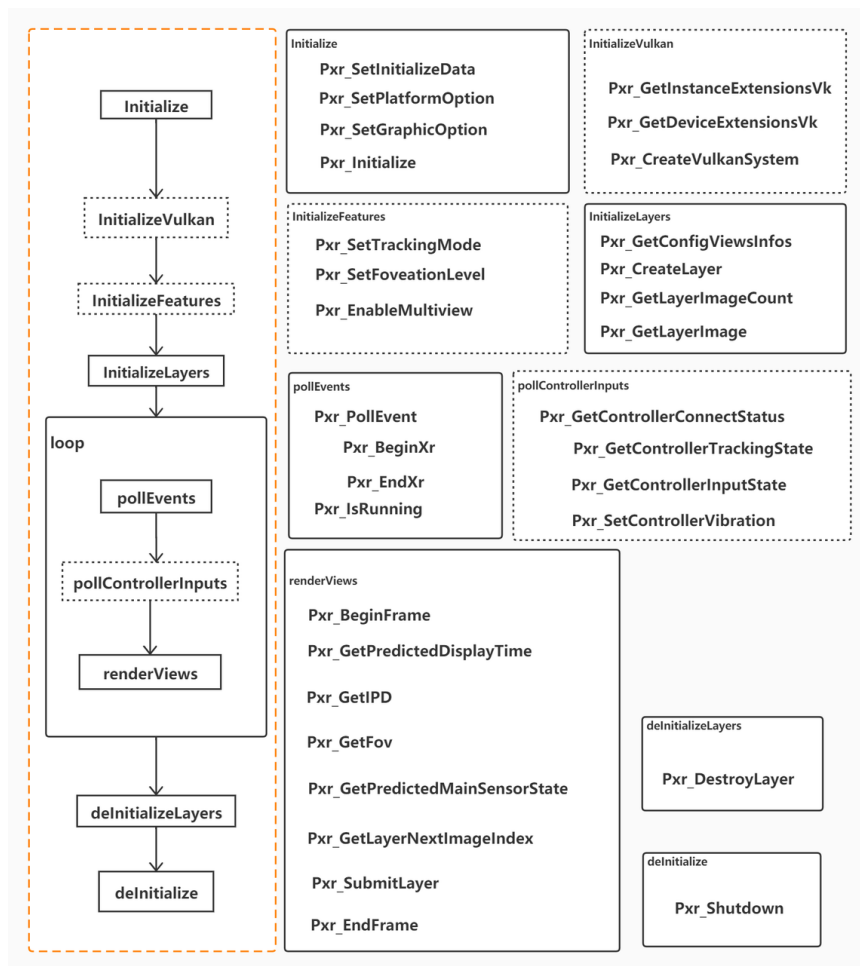 Initialize
InitializeVulkan
InitializeFeatures
InitializeLayers
loop
pollEvents
pollControllerInputs
renderViews
deInitializeLayers
deInitialize
Initialize
Pxr_SetInitializeData
Pxr_SetPlatformOption
Pxr_SetGraphicOption
Pxr_Initialize
InitializeVulkan
Pxr_GetInstanceExtensionsVk
Pxr_GetDeviceExtensionsVk
Pxr_CreateVulkanSystem
InitializeFeatures
Pxr_SetTrackingMode
Pxr_SetFoveationLevel
Pxr_EnableMultiview
InitializeLayers
Pxr_GetConfigViewsInfos
Pxr_CreateLayer
Pxr_GetLayerImageCount
Pxr_GetLayerImage
pollEvents
Pxr_PollEvent
Pxr_BeginXr
Pxr_EndXr
Pxr_IsRunning
pollControllerInputs
Pxr_GetControllerConnectStatus
Pxr_GetControllerTrackingState
Pxr_GetControllerInputState
Pxr_SetControllerVibration
renderViews
Pxr_BeginFrame
Pxr_GetPredictedDisplayTime
Pxr_GetIPD
Pxr_GetFov
Pxr_GetPredictedMainSensorState
Pxr_GetLayerNextImageIndex
Pxr_SubmitLayer
Pxr_EndFrame
deInitializeLayers
Pxr_DestroyLayer
deInitialize
Pxr_Shutdown